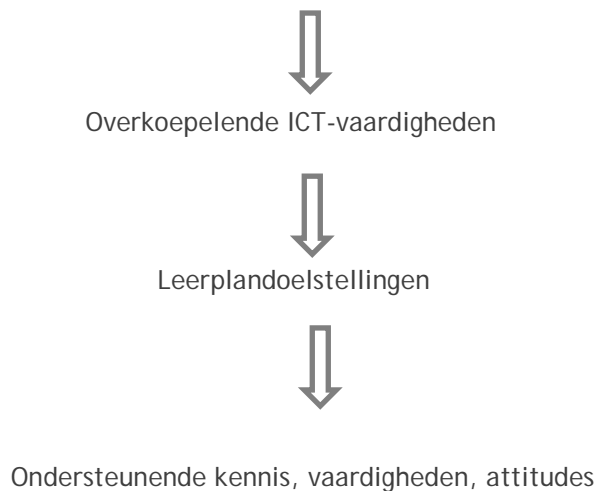 Overkoepelende ICT-vaardigheden
Leerplandoelstellingen
Ondersteunende kennis, vaardigheden, attitudes